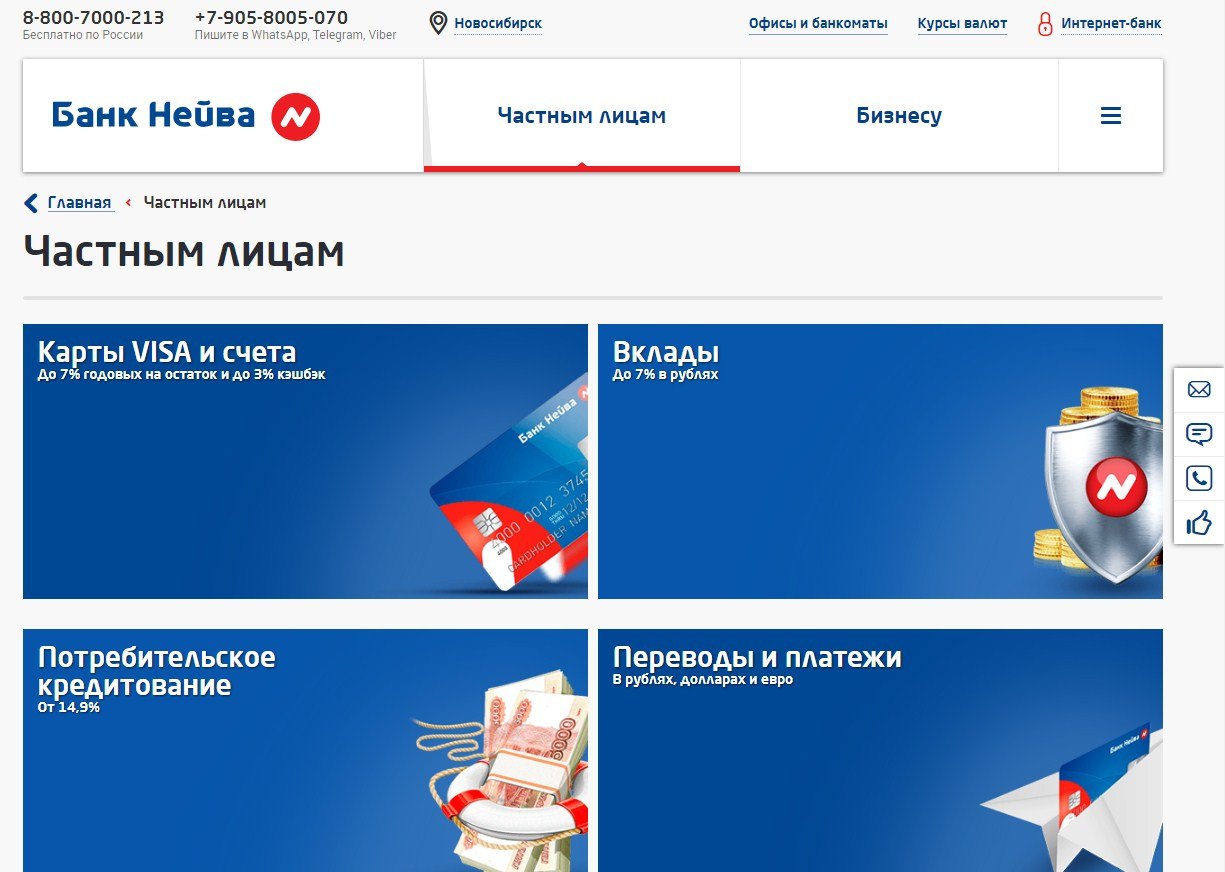 8-800-7000-213
Бесплатно по России
+7-905-8005-070
Пишите в WhatsApp, Telegram, Viber
Новосибирск
Офисы и банкоматы
Курсы валют
Интернет-банк
Банк Нейва
Частным лицам
Бизнесу
Главная
Частным лицам
Частным лицам
Карты VISA и счета
До 7% годовых на остаток и до 3% кэшбэк
Банк Нейва
4000 0012 3745
4000
12/12
CARDHOLDER NAM
Вклады
До 7% в рублях
Потребительское
кредитование
От 14,9%
5000
5000
Переводы и платежи
В рублях, долларах и евро
Банк Нейва